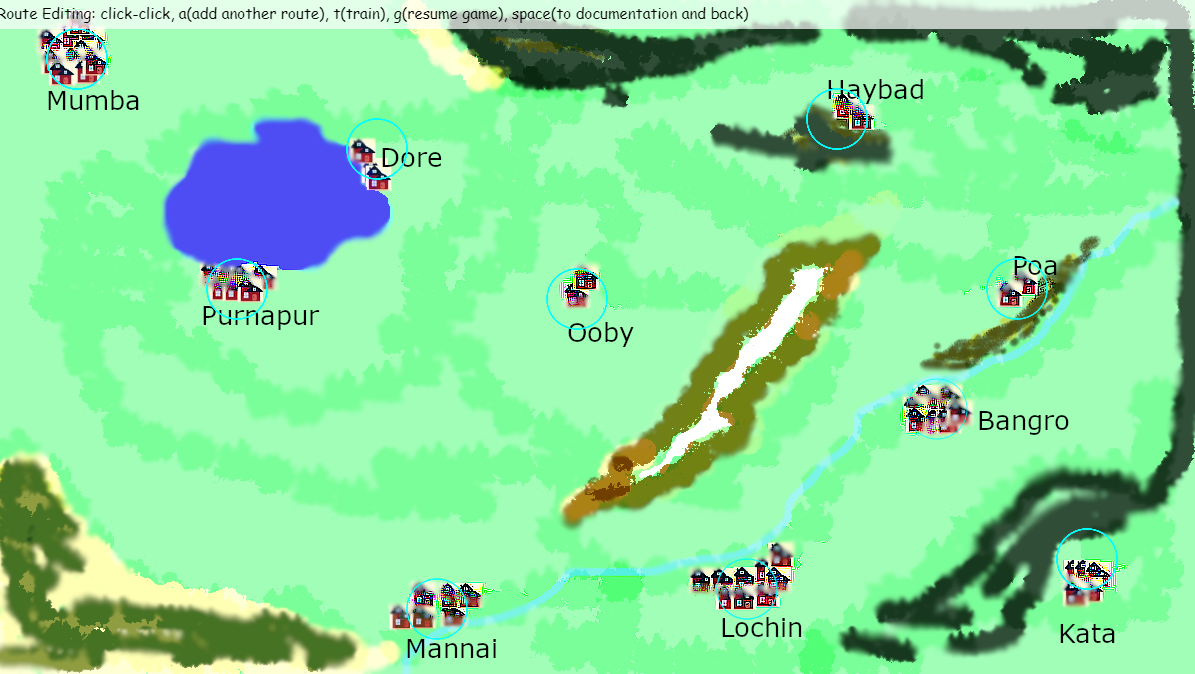 Route Editing: click-click, a(add another route), t(train), g(resume game), space(to documentation and back)
Mumba
Haybad
Dore
Poa
Purnapur
Ooby
Bangro
Lochin
Kata
Mannai